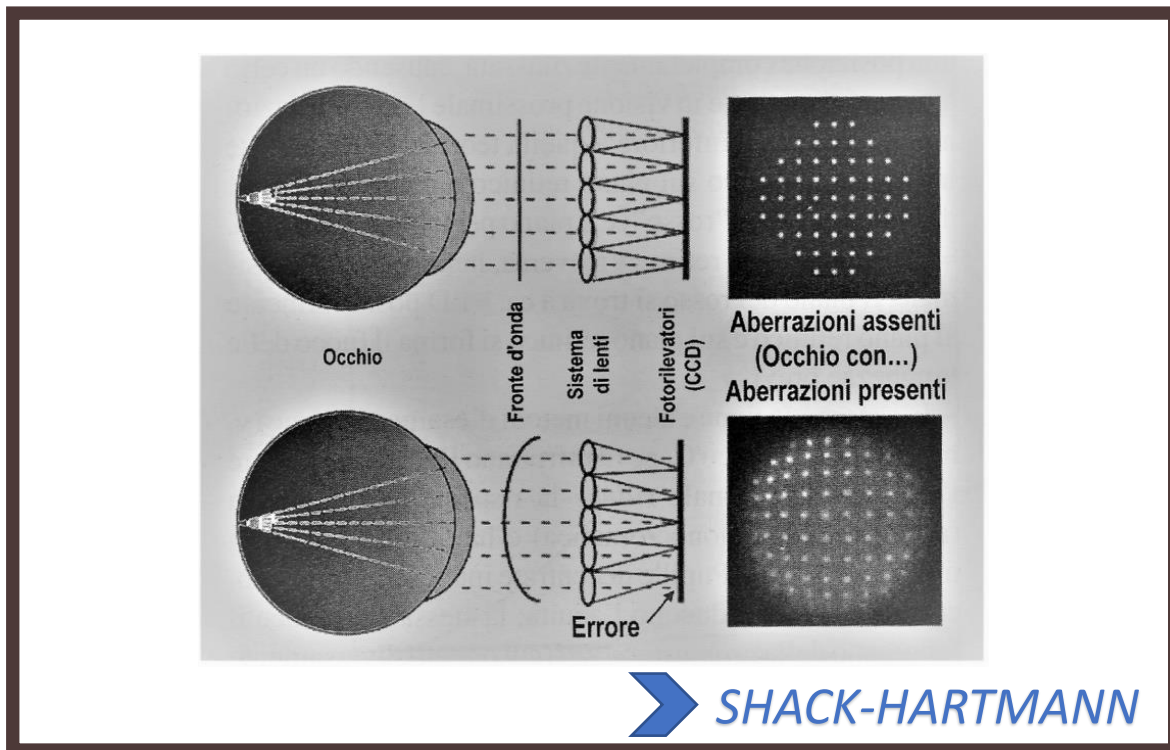 Occhio
Fronte d'onda
Sistema
di lenti
Fotorilevatori
(CCD)
Aberrazioni assenti
(Occhio con...)
Aberrazioni presenti
Errore
SHACK-HARTMANN